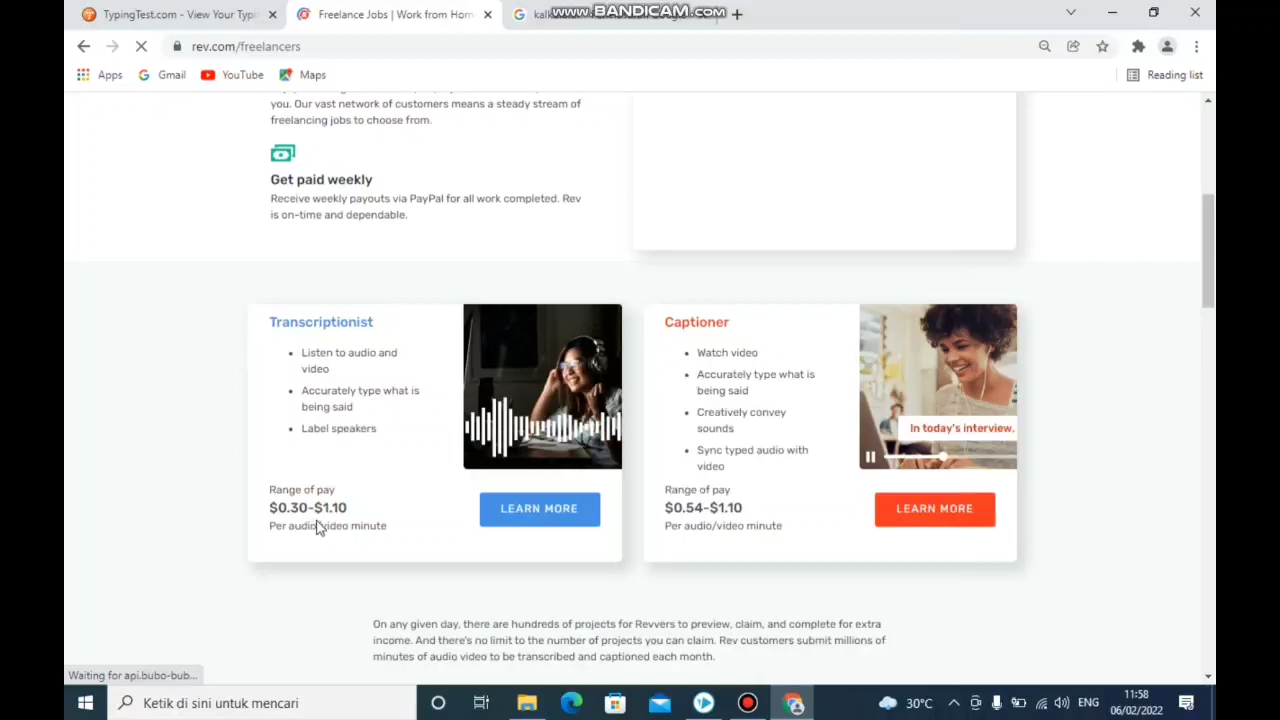 TypingTest.com - View Your Typin
Freelance Jobs | Work from Hom
www.BANDICAM.com
rev.com/freelancers
Apps
Gmail
YouTube
Maps
Reading list
you. Our vast network of customers means a steady stream of
freelancing jobs to choose from.
Get paid weekly
Receive weekly payouts via PayPal for all work completed. Rev
is on-time and dependable.
Transcriptionist
Listen to audio and
video
Accurately type what is
being said
Label speakers
Range of pay
$0.30-$1.10
Per audio/video minute
LEARN MORE
Captioner
Watch video
Accurately type what is
being said
Creatively convey
sounds
Sync typed audio with
video
In today's interview.
Range of pay
$0.54-$1.10
Per audio/video minute
LEARN MORE
On any given day, there are hundreds of projects for Revvers to preview, claim, and complete for extra
income. And there's no limit to the number of projects you can claim. Rev customers submit millions of
minutes of audio video to be transcribed and captioned each month.
Waiting for api.bubo-bub...
Ketik di sini untuk mencari
30°C
ENG
11:58
06/02/2022